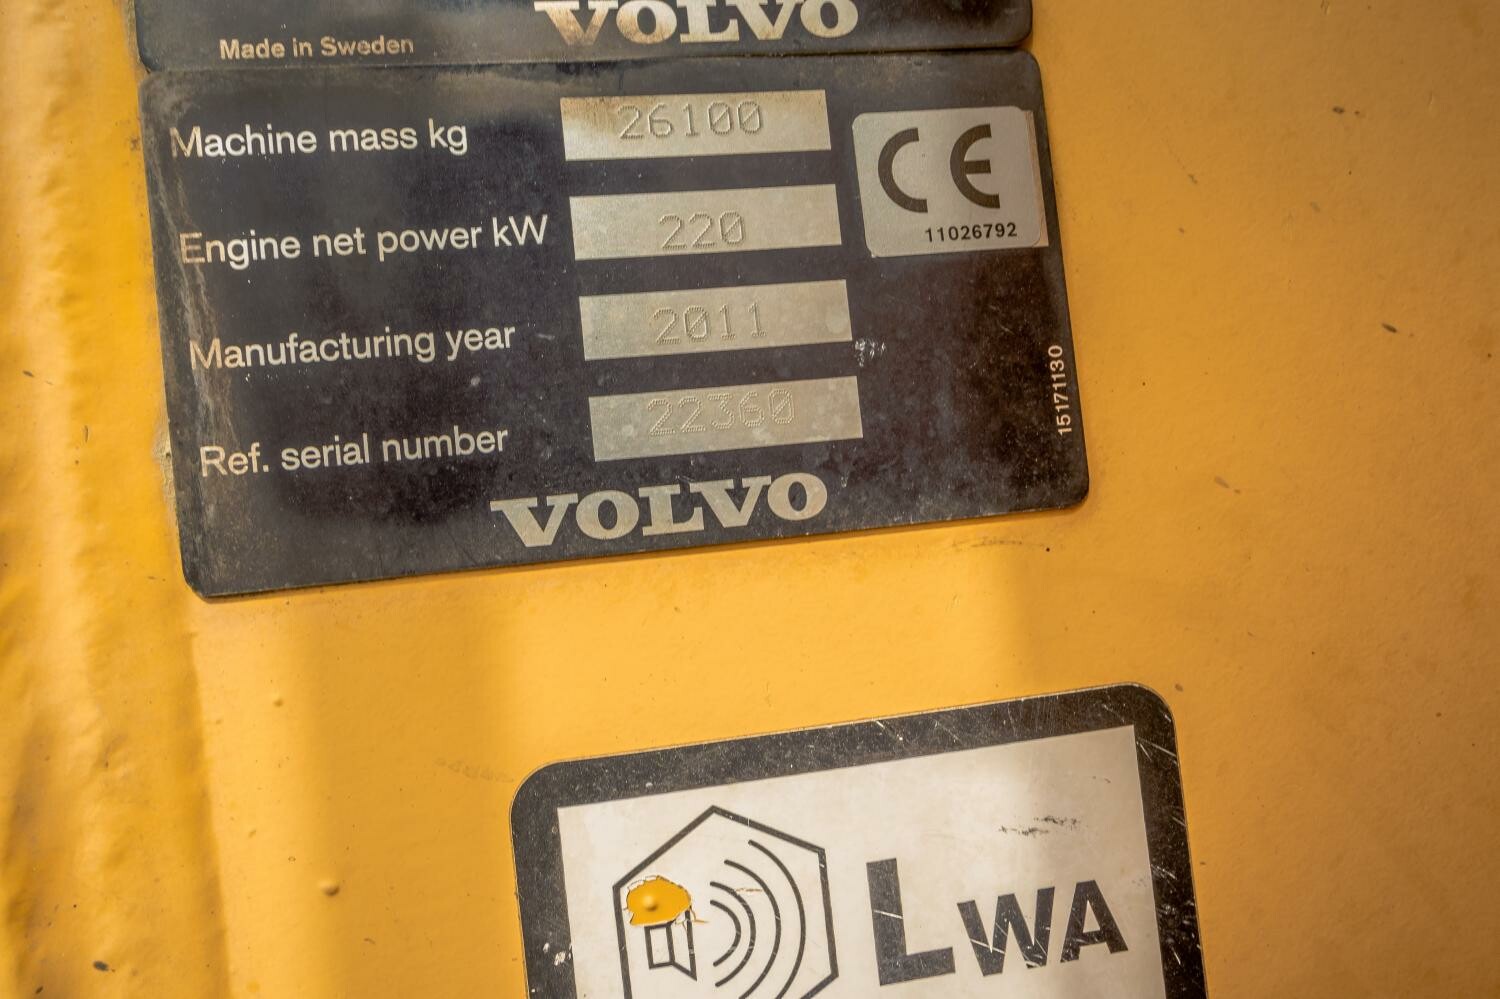 VOLVO
Made in Sweden
Machine mass kg 26100
Engine net power kW 220
Manufacturing year 2011
Ref. serial number 22360
CE
11026792
15171130
VOLVO
LWA